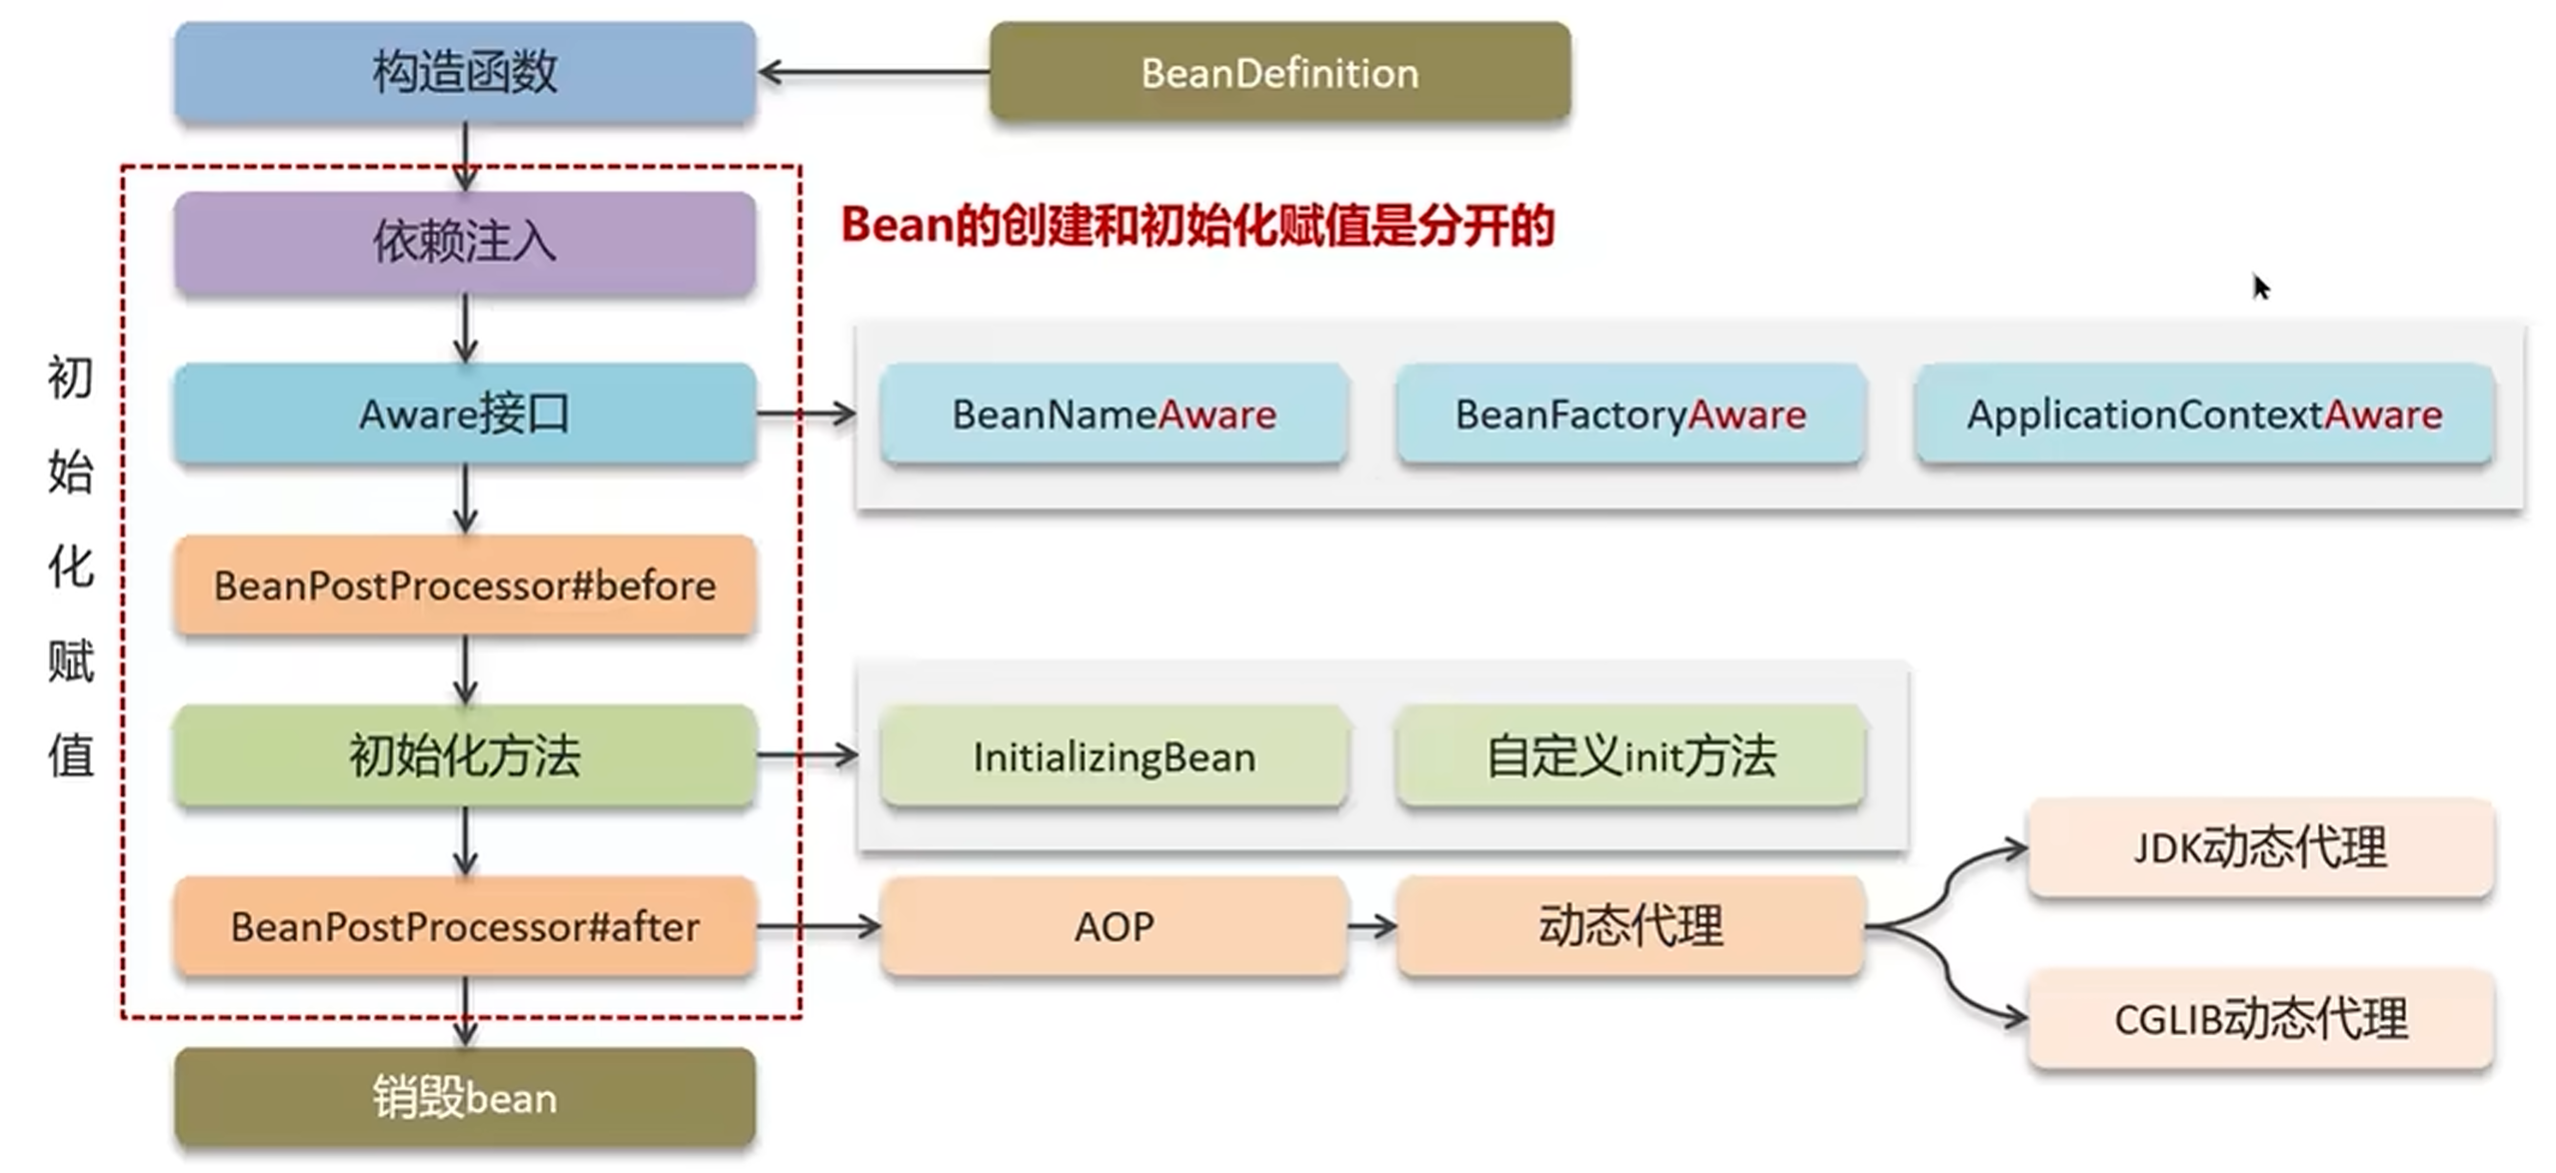 构造函数
BeanDefinition
依赖注入
Bean的创建和初始化赋值是分开的
初始化赋值
Aware接口
BeanNameAware
BeanFactoryAware
ApplicationContextAware
BeanPostProcessor#before
初始化方法
InitializingBean
自定义init方法
BeanPostProcessor#after
AOP
动态代理
JDK动态代理
CGLIB动态代理
销毁bean